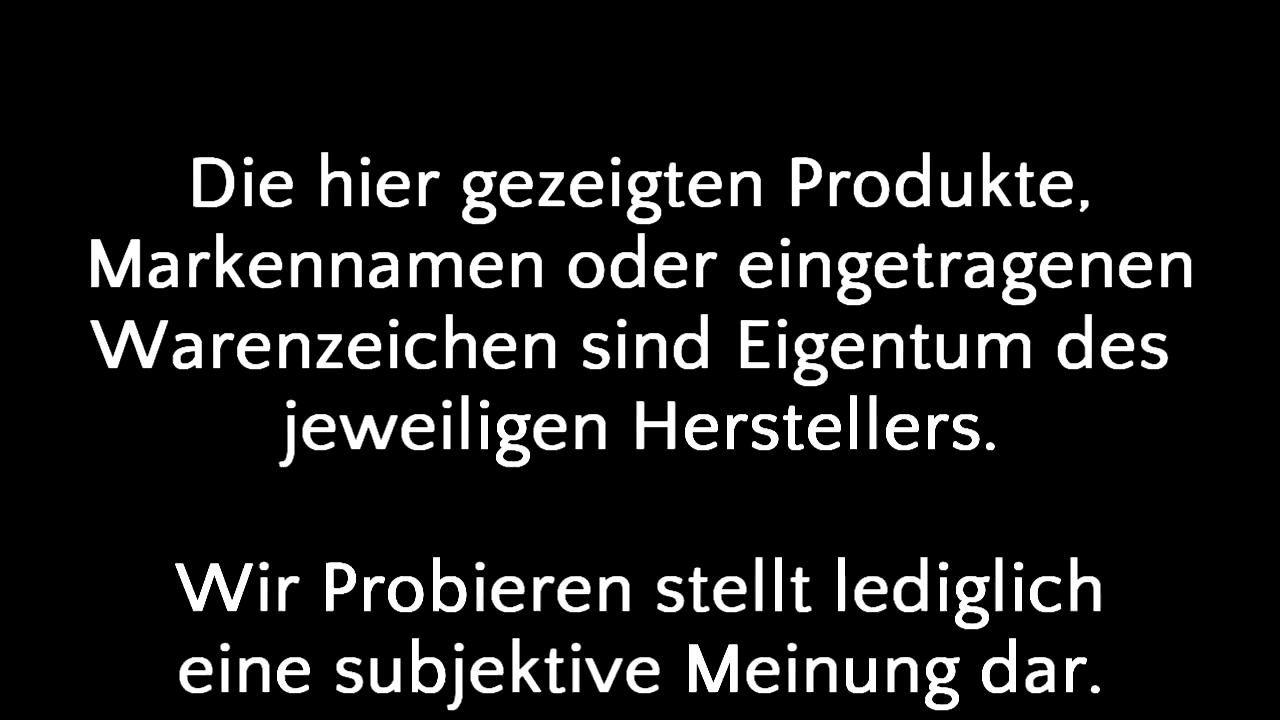 Die hier gezeigten Produkte,
Markennamen oder eingetragenen
Warenzeichen sind Eigentum des
jeweiligen Herstellers.
Wir Probieren stellt lediglich
eine subjektive Meinung dar.